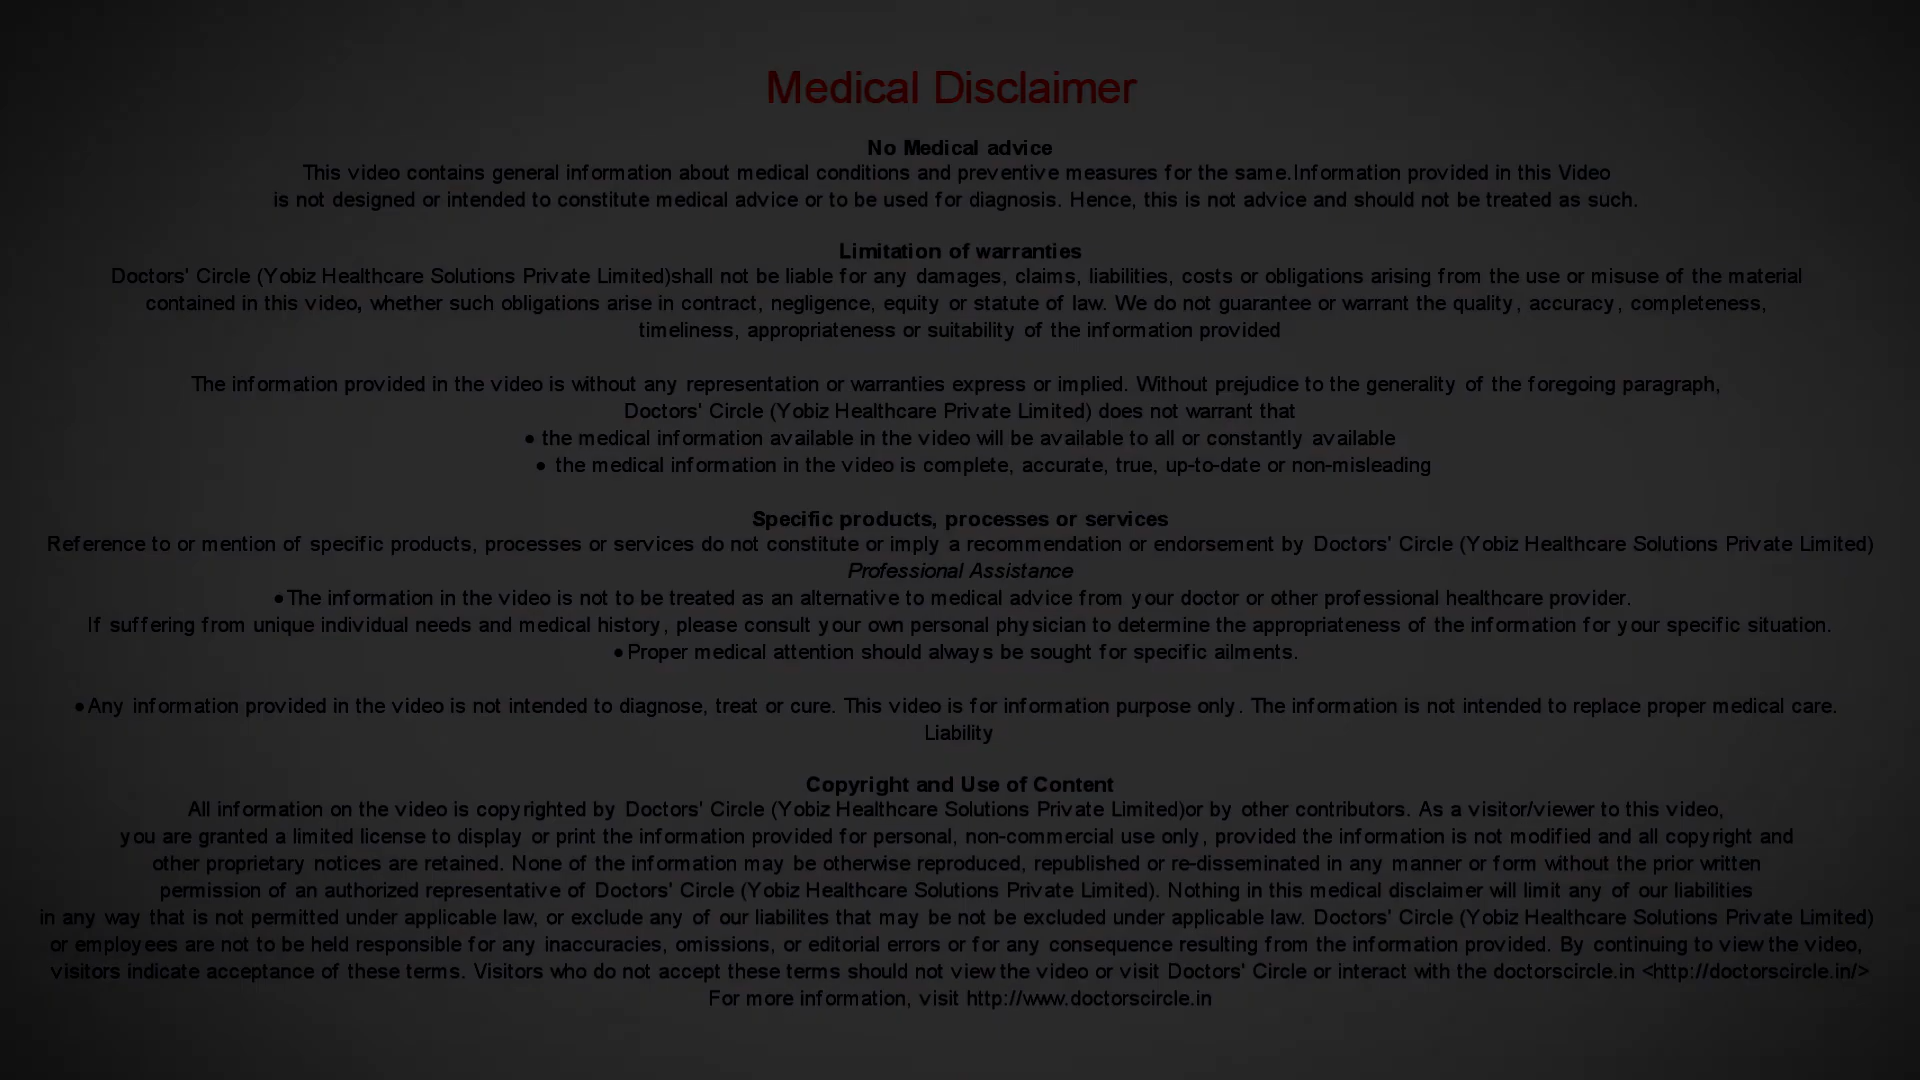 Medical Disclaimer
No Medical advice
This video contains general information about medical conditions and preventive measures for the same.Information provided in this Video
is not designed or intended to constitute medical advice or to be used for diagnosis. Hence, this is not advice and should not be treated as such.
Limitation of warranties
Doctors' Circle (Yobiz Healthcare Solutions Private Limited)shall not be liable for any damages, claims, liabilities, costs or obligations arising from the use or misuse of the material
contained in this video, whether such obligations arise in contract, negligence, equity or statute of law. We do not guarantee or warrant the quality, accuracy, completeness,
timeliness, appropriateness or suitability of the information provided
The information provided in the video is without any representation or warranties express or implied. Without prejudice to the generality of the foregoing paragraph,
Doctors' Circle (Yobiz Healthcare Private Limited) does not warrant that
● the medical information available in the video will be available to all or constantly available
● the medical information in the video is complete, accurate, true, up-to-date or non-misleading
Specific products, processes or services
Reference to or mention of specific products, processes or services do not constitute or imply a recommendation or endorsement by Doctors' Circle (Yobiz Healthcare Solutions Private Limited)
Professional Assistance
●The information in the video is not to be treated as an alternative to medical advice from your doctor or other professional healthcare provider.
If suffering from unique individual needs and medical history, please consult your own personal physician to determine the appropriateness of the information for your specific situation.
●Proper medical attention should always be sought for specific ailments.
●Any information provided in the video is not intended to diagnose, treat or cure. This video is for information purpose only. The information is not intended to replace proper medical care.
Liability
Copyright and Use of Content
All information on the video is copyrighted by Doctors' Circle (Yobiz Healthcare Solutions Private Limited)or by other contributors. As a visitor/viewer to this video,
you are granted a limited license to display or print the information provided for personal, non-commercial use only, provided the information is not modified and all copyright and
other proprietary notices are retained. None of the information may be otherwise reproduced, republished or re-disseminated in any manner or form without the prior written
permission of an authorized representative of Doctors' Circle (Yobiz Healthcare Solutions Private Limited). Nothing in this medical disclaimer will limit any of our liabilities
in any way that is not permitted under applicable law, or exclude any of our liabilites that may be not be excluded under applicable law. Doctors' Circle (Yobiz Healthcare Solutions Private Limited)
or employees are not to be held responsible for any inaccuracies, omissions, or editorial errors or for any consequence resulting from the information provided. By continuing to view the video,
visitors indicate acceptance of these terms. Visitors who do not accept these terms should not view the video or visit Doctors' Circle or interact with the doctorscircle.in <http://doctorscircle.in/>
For more information, visit http://www.doctorscircle.in